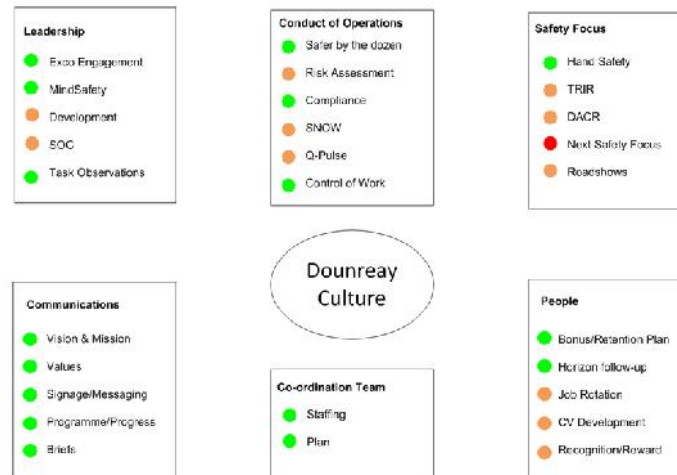 Leadership
Exco Engagement
MindSafety
Development
SOC
Task Observations
Conduct of Operations
Safer by the dozen
Risk Assessment
Compliance
SNOW
Q-Pulse
Control of Work
Safety Focus
Hand Safety
TRIR
DACR
Next Safety Focus
Roadshows
Dounreay
Culture
Communications
Vision & Mission
Values
Signage/Messaging
Programme/Progress
Briefs
Co-ordination Team
Staffing
Plan
People
Bonus/Retention Plan
Horizon follow-up
Job Rotation
CV Development
Recognition/Reward